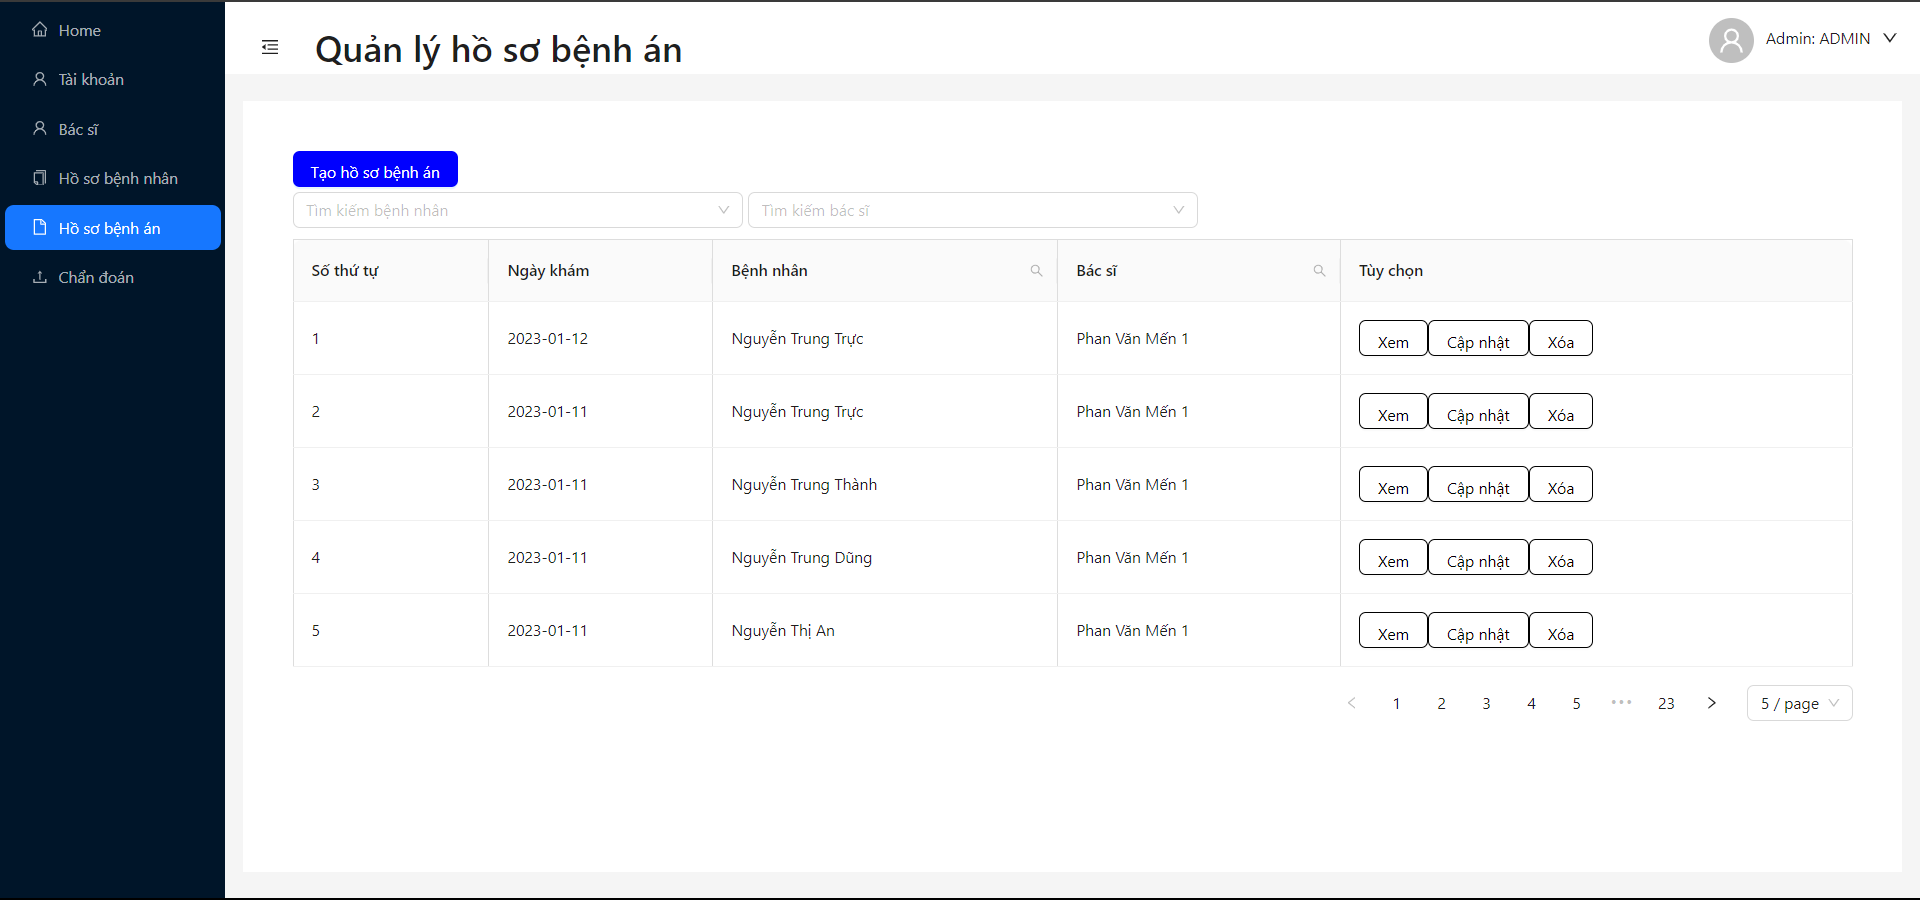 Home
Tài khoản
Bác sĩ
Hồ sơ bệnh nhân
Hồ sơ bệnh án
Chẩn đoán
Quản lý hồ sơ bệnh án
Admin: ADMIN
Tạo hồ sơ bệnh án
Tìm kiếm bệnh nhân Tìm kiếm bác sĩ
Số thứ tự Ngày khám Bệnh nhân Bác sĩ Tùy chọn
1 2023-01-12 Nguyễn Trung Trực Phan Văn Mến 1 Xem Cập nhật Xóa
2 2023-01-11 Nguyễn Trung Trực Phan Văn Mến 1 Xem Cập nhật Xóa
3 2023-01-11 Nguyễn Trung Thành Phan Văn Mến 1 Xem Cập nhật Xóa
4 2023-01-11 Nguyễn Trung Dũng Phan Văn Mến 1 Xem Cập nhật Xóa
5 2023-01-11 Nguyễn Thị An Phan Văn Mến 1 Xem Cập nhật Xóa
1 2 3 4 5 ••• 23 5 / page